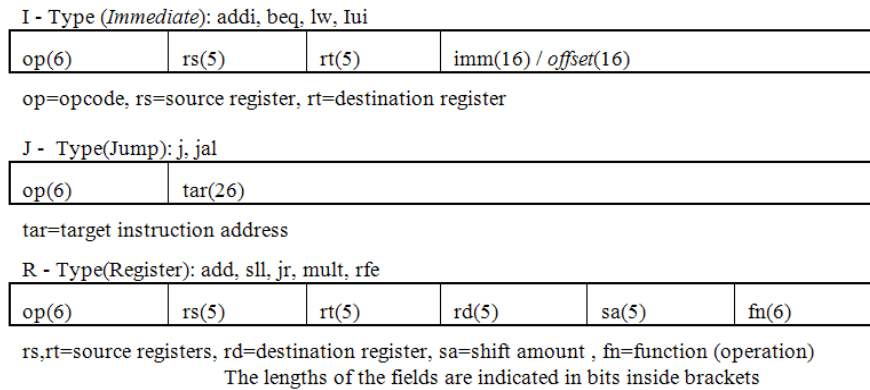 I - Type (Immediate): addi, beq, lw, Iui
op(6) rs(5) rt(5) imm(16) / offset(16)
op=opcode, rs=source register, rt=destination register
J - Type(Jump): j, jal
op(6) tar(26)
tar=target instruction address
R - Type(Register): add, sll, jr, mult, rfe
op(6) rs(5) rt(5) rd(5) sa(5) fn(6)
rs,rt=source registers, rd=destination register, sa=shift amount , fn=function (operation)
The lengths of the fields are indicated in bits inside brackets